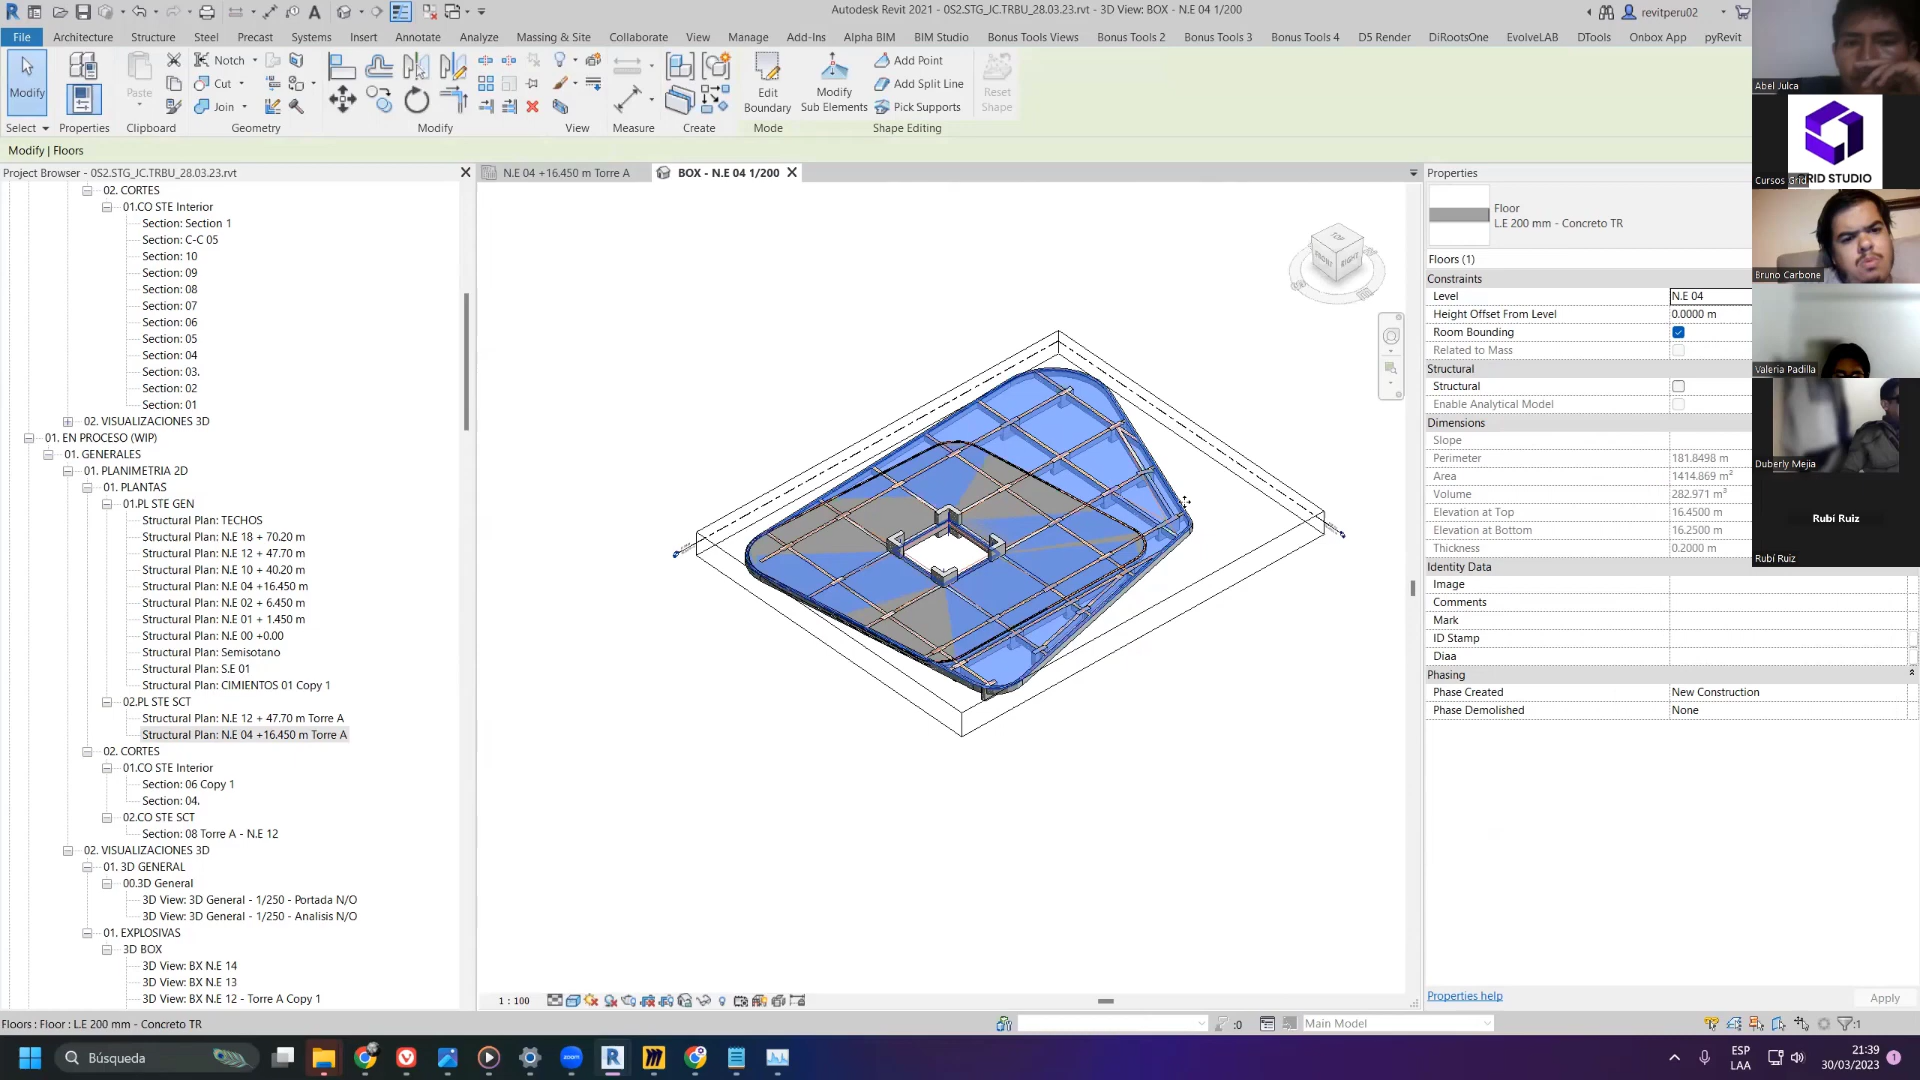 Autodesk Revit 2021 - 0S2.STG_JC.TRBU_28.03.23.rvt - 3D View: BOX - N.E 04 1/200
revitperu02
File
Architecture
Structure
Steel
Precast
Systems
Insert
Annotate
Analyze
Massing & Site
Collaborate
View
Manage
Add-Ins
Alpha BIM
BIM Studio
Bonus Tools Views
Bonus Tools 2
Bonus Tools 3
Bonus Tools 4
D5 Render
DiRootsOne
EvolveLAB
DTools
Onbox App
pyRevit
Modify
Paste
Notch
Cut
Join
Edit
Boundary
Modify
Sub Elements
Add Point
Add Split Line
Pick Supports
Reset
Shape
Select
Properties
Clipboard
Geometry
Modify
View
Measure
Create
Mode
Shape Editing
Modify | Floors
Project Browser - 0S2.STG_JC.TRBU_28.03.23.rvt
02. CORTES
01.CO STE Interior
Section: Section 1
Section: C-C 05
Section: 10
Section: 09
Section: 08
Section: 07
Section: 06
Section: 05
Section: 04
Section: 03.
Section: 02
Section: 01
02. VISUALIZACIONES 3D
01. EN PROCESO (WIP)
01. GENERALES
01. PLANIMETRIA 2D
01. PLANTAS
01.PL STE GEN
Structural Plan: TECHOS
Structural Plan: N.E 18 + 70.20 m
Structural Plan: N.E 12 + 47.70 m
Structural Plan: N.E 10 + 40.20 m
Structural Plan: N.E 04 +16.450 m
Structural Plan: N.E 02 + 6.450 m
Structural Plan: N.E 01 + 1.450 m
Structural Plan: N.E 00 +0.00
Structural Plan: Semisotano
Structural Plan: S.E 01
Structural Plan: CIMIENTOS 01 Copy 1
02.PL STE SCT
Structural Plan: N.E 12 + 47.70 m Torre A
Structural Plan: N.E 04 +16.450 m Torre A
02. CORTES
01.CO STE Interior
Section: 06 Copy 1
Section: 04.
02.CO STE SCT
Section: 08 Torre A - N.E 12
02. VISUALIZACIONES 3D
01. 3D GENERAL
00.3D General
3D View: 3D General - 1/250 - Portada N/O
3D View: 3D General - 1/250 - Analisis N/O
01. EXPLOSIVAS
3D BOX
3D View: BX N.E 14
3D View: BX N.E 13
3D View: BX N.E 12 - Torre A Copy 1
N.E 04 +16.450 m Torre A
BOX - N.E 04 1/200
TOP
FRONT
RIGHT
1 : 100
Properties
Floor
L.E 200 mm - Concreto TR
Floors (1)
Constraints
Level N.E 04
Height Offset From Level 0.0000 m
Room Bounding
Related to Mass
Structural
Structural
Enable Analytical Model
Dimensions
Slope
Perimeter 181.8498 m
Area 1414.869 m²
Volume 282.971 m³
Elevation at Top 16.4500 m
Elevation at Bottom 16.2500 m
Thickness 0.2000 m
Identity Data
Image
Comments
Mark
ID Stamp
Diaa
Phasing
Phase Created New Construction
Phase Demolished None
Properties help
Apply
Abel Julca
GRID STUDIO
Cursos Grid
Bruno Carbone
Valeria Padilla
Duberly Mejia
Rubí Ruiz
Rubí Ruiz
Floors : Floor : L.E 200 mm - Concreto TR
:0
Main Model
:1
Búsqueda
ESP
LAA
21:39
30/03/2023
1